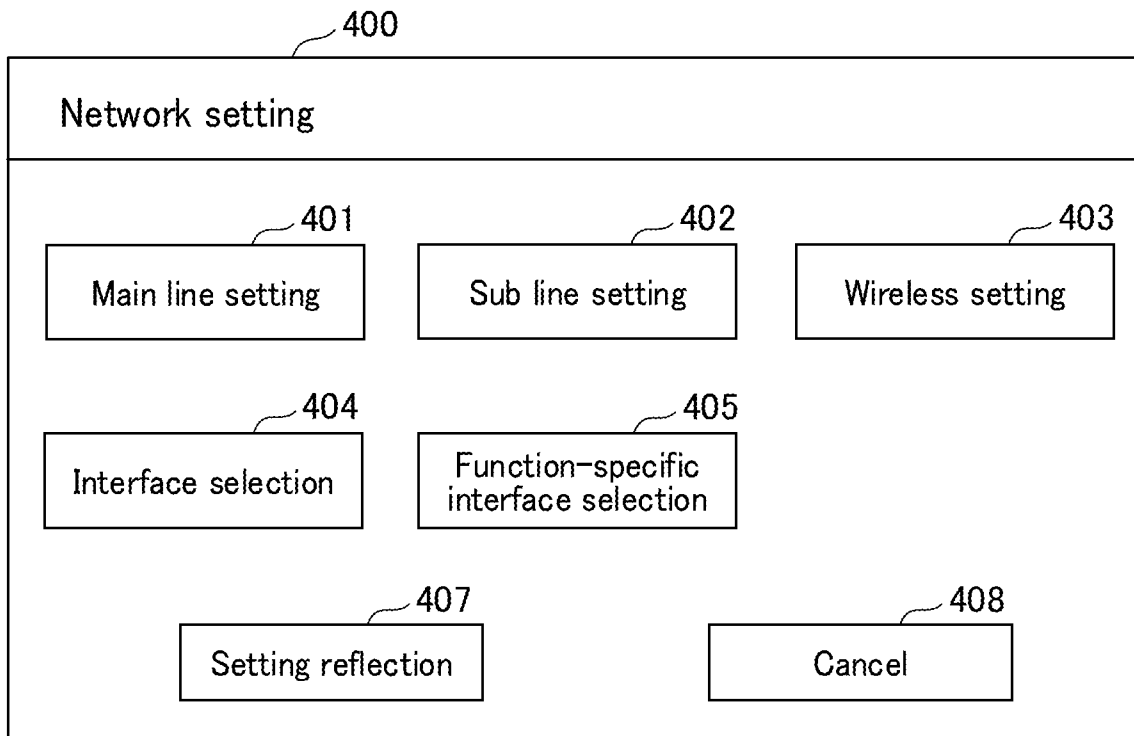 400
Network setting
401
402
403
Main line setting
Sub line setting
Wireless setting
404
405
Interface selection
Function-specific
interface selection
407
408
Setting reflection
Cancel